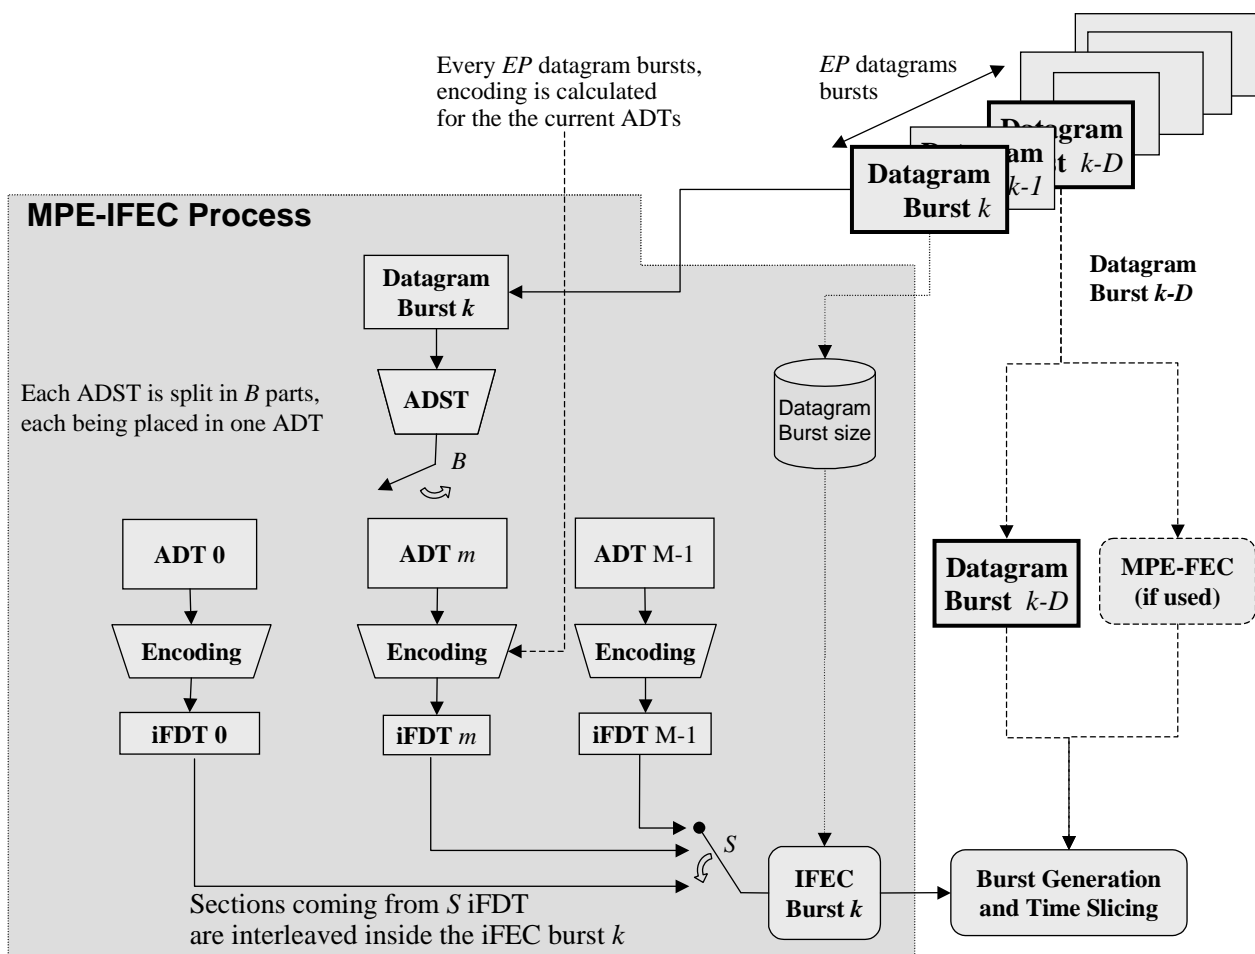 Every EP datagram bursts,
encoding is calculated
for the the current ADTs
EP datagrams
bursts
Datagram
Burst k
k-1
Datagram
k-D
MPE-IFEC Process
Datagram
Burst k
Datagram
Burst k-D
Each ADST is split in B parts,
each being placed in one ADT
ADST
B
Datagram
Burst size
ADT 0
ADT m
ADT M-1
Datagram
Burst k-D
MPE-FEC
(if used)
Encoding
Encoding
Encoding
iFDT 0
iFDT m
iFDT M-1
S
Sections coming from S iFDT
are interleaved inside the iFEC burst k
IFEC
Burst k
Burst Generation
and Time Slicing